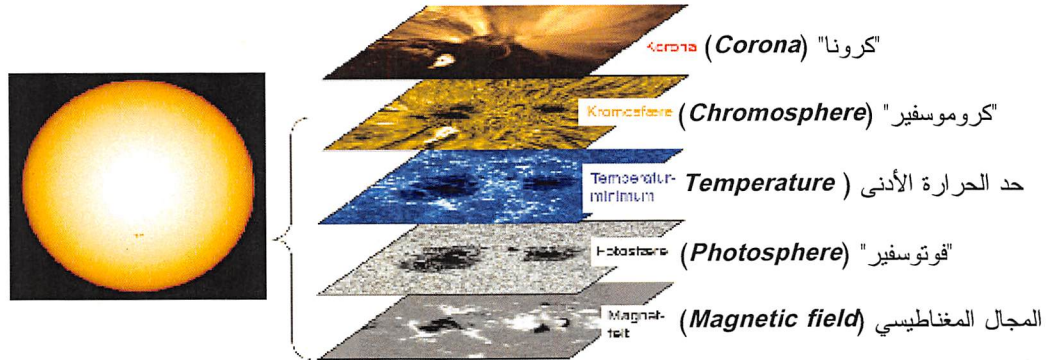 Korona (Corona) "كرونا"
Kromosfære (Chromosphere) "كروموسفير"
Temperatur-
minimum Temperature ) حد الحرارة الأدنى
Fotosfære (Photosphere) "فوتوسفير"
Magnet-
felt (Magnetic field) المجال المغناطيسي